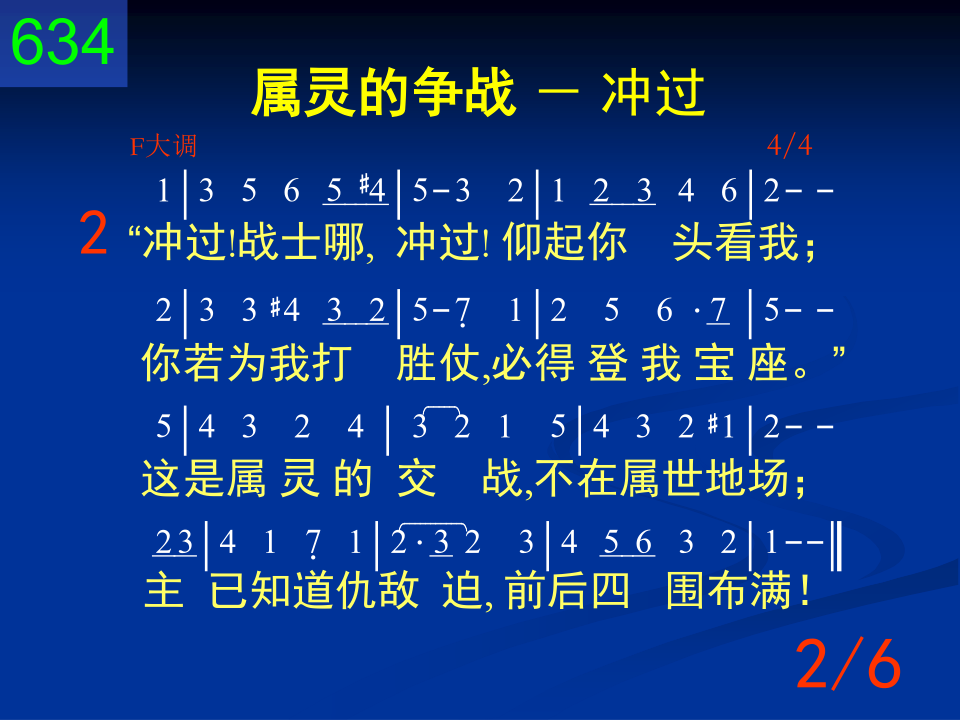 634
属灵的争战 － 冲过
F大调 4/4
1|3 5 6 5 #4|5-3 2|1 2 3 4 6|2- -
2 “冲过!战士哪, 冲过! 仰起你 头看我；
2|3 3 #4 3 2|5-7̣ 1|2 5 6 · 7|5- -
你若为我打 胜仗,必得 登 我 宝 座。”
5|4 3 2 4| 3 2 1 5|4 3 2 #1|2- -
这是属 灵 的 交 战,不在属世地场；
2 3|4 1 7̣ 1|2 · 3 2 3|4 5 6 3 2|1--‖
主 已知道仇敌 迫, 前后四 围布满！
2/6